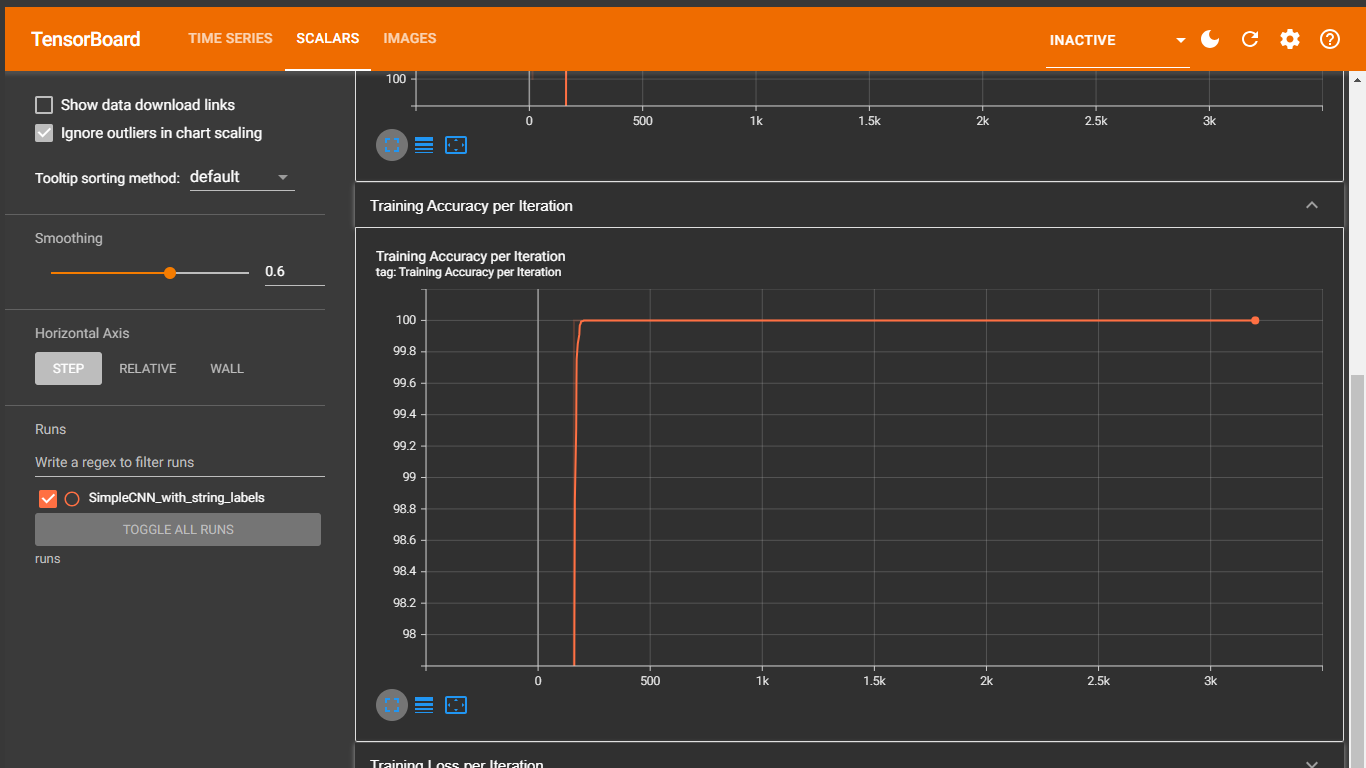 TensorBoard
TIME SERIES
SCALARS
IMAGES
INACTIVE
Show data download links
Ignore outliers in chart scaling
Tooltip sorting method: default
Smoothing
0.6
Horizontal Axis
STEP
RELATIVE
WALL
Runs
Write a regex to filter runs
SimpleCNN_with_string_labels
TOGGLE ALL RUNS
runs
100
0 500 1k 1.5k 2k 2.5k 3k
Training Accuracy per Iteration
Training Accuracy per Iteration
tag: Training Accuracy per Iteration
100
99.8
99.6
99.4
99.2
99
98.8
98.6
98.4
98.2
98
0 500 1k 1.5k 2k 2.5k 3k
Training Loss per Iteration